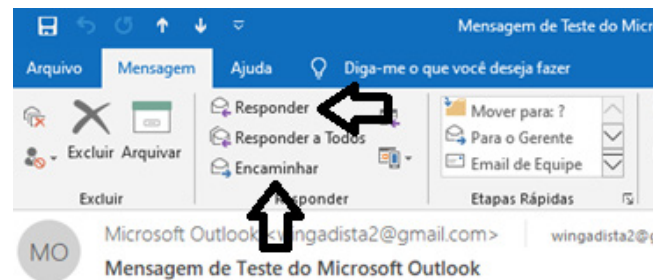 Mensagem de Teste do Micr
Arquivo Mensagem Ajuda Diga-me o que você deseja fazer
Excluir Arquivar
Responder
Responder a Todos
Encaminhar
Mover para: ?
Para o Gerente
Email de Equipe
Excluir Responder Etapas Rápidas
MO
Microsoft Outlook <wingadista2@gmail.com> wingadista2@g
Mensagem de Teste do Microsoft Outlook